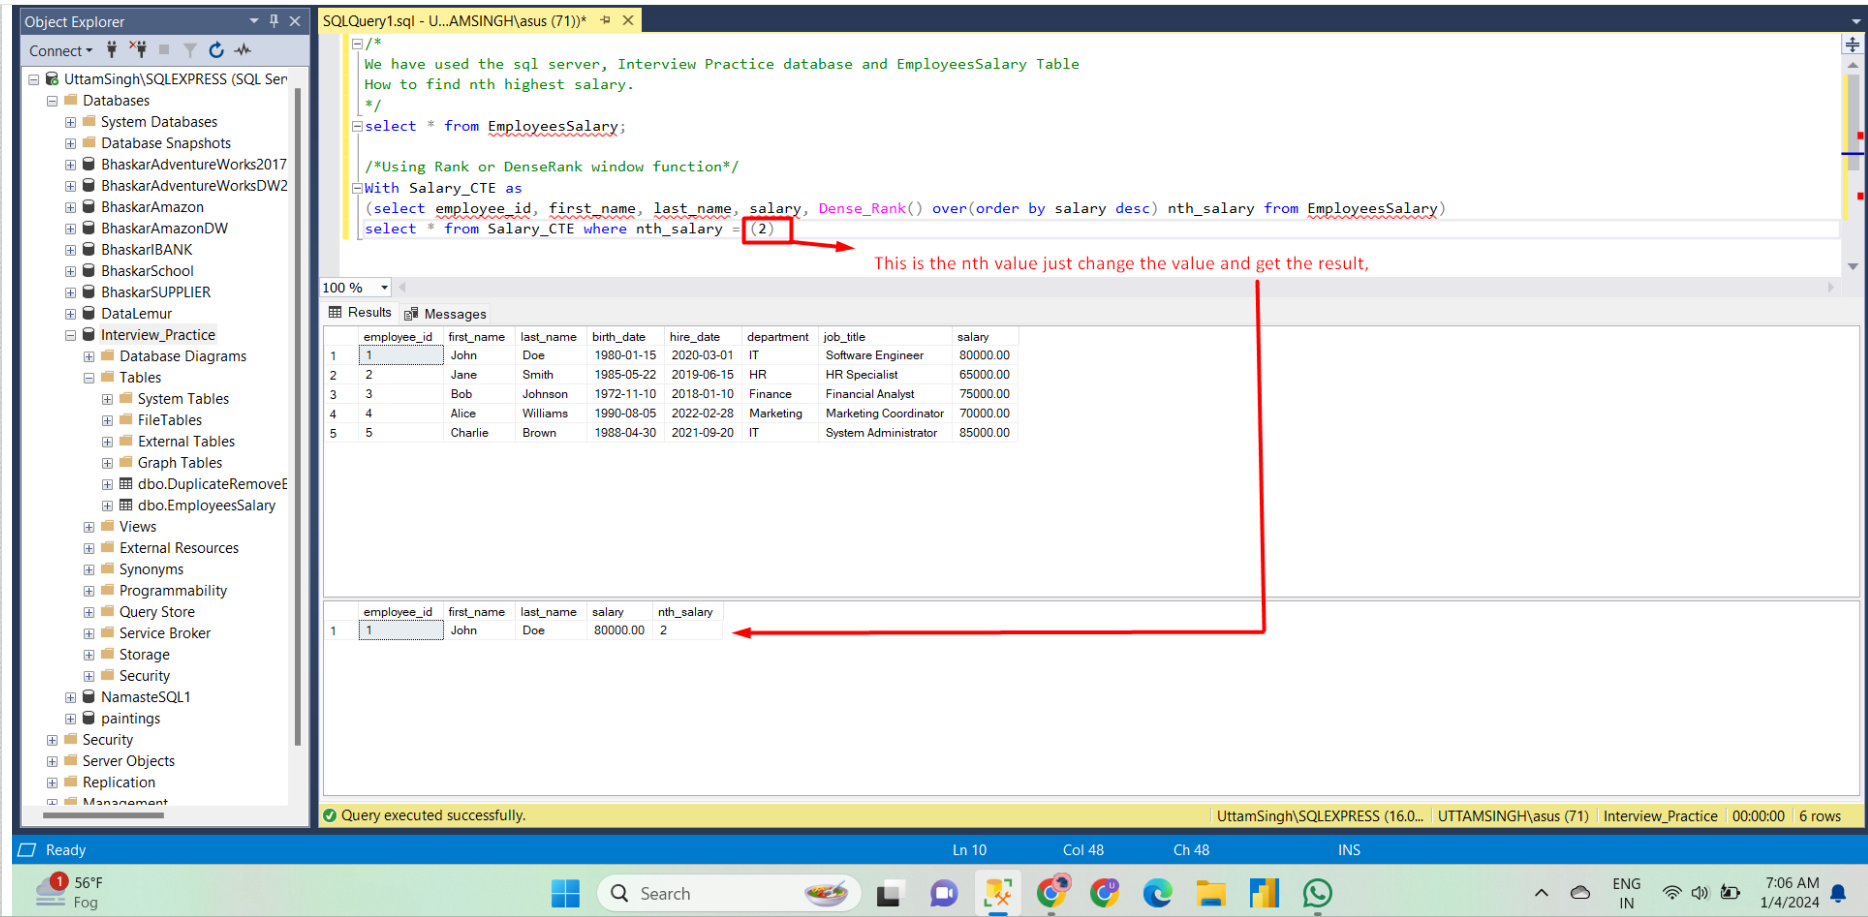 Object Explorer
Connect
UttamSingh\SQLEXPRESS (SQL Ser
Databases
System Databases
Database Snapshots
BhaskarAdventureWorks2017
BhaskarAdventureWorksDW2
BhaskarAmazon
BhaskarAmazonDW
BhaskarIBANK
BhaskarSchool
BhaskarSUPPLIER
DataLemur
Interview_Practice
Database Diagrams
Tables
System Tables
FileTables
External Tables
Graph Tables
dbo.DuplicateRemoveE
dbo.EmployeesSalary
Views
External Resources
Synonyms
Programmability
Query Store
Service Broker
Storage
Security
NamasteSQL1
paintings
Security
Server Objects
Replication
Management
SQLQuery1.sql - U...AMSINGH\asus (71))*
/*
We have used the sql server, Interview Practice database and EmployeesSalary Table
How to find nth highest salary.
*/
select * from EmployeesSalary;
/*Using Rank or DenseRank window function*/
With Salary_CTE as
(select employee_id, first_name, last_name, salary, Dense_Rank() over(order by salary desc) nth_salary from EmployeesSalary)
select * from Salary_CTE where nth_salary = (2)
This is the nth value just change the value and get the result,
100 %
Results Messages
employee_id first_name last_name birth_date hire_date department job_title salary
1 1 John Doe 1980-01-15 2020-03-01 IT Software Engineer 80000.00
2 2 Jane Smith 1985-05-22 2019-06-15 HR HR Specialist 65000.00
3 3 Bob Johnson 1972-11-10 2018-01-10 Finance Financial Analyst 75000.00
4 4 Alice Williams 1990-08-05 2022-02-28 Marketing Marketing Coordinator 70000.00
5 5 Charlie Brown 1988-04-30 2021-09-20 IT System Administrator 85000.00
employee_id first_name last_name salary nth_salary
1 1 John Doe 80000.00 2
Query executed successfully. UttamSingh\SQLEXPRESS (16.0... UTTAMSINGH\asus (71) Interview_Practice 00:00:00 6 rows
Ready Ln 10 Col 48 Ch 48 INS
1 56°F
Fog
Search
ENG
IN
7:06 AM
1/4/2024